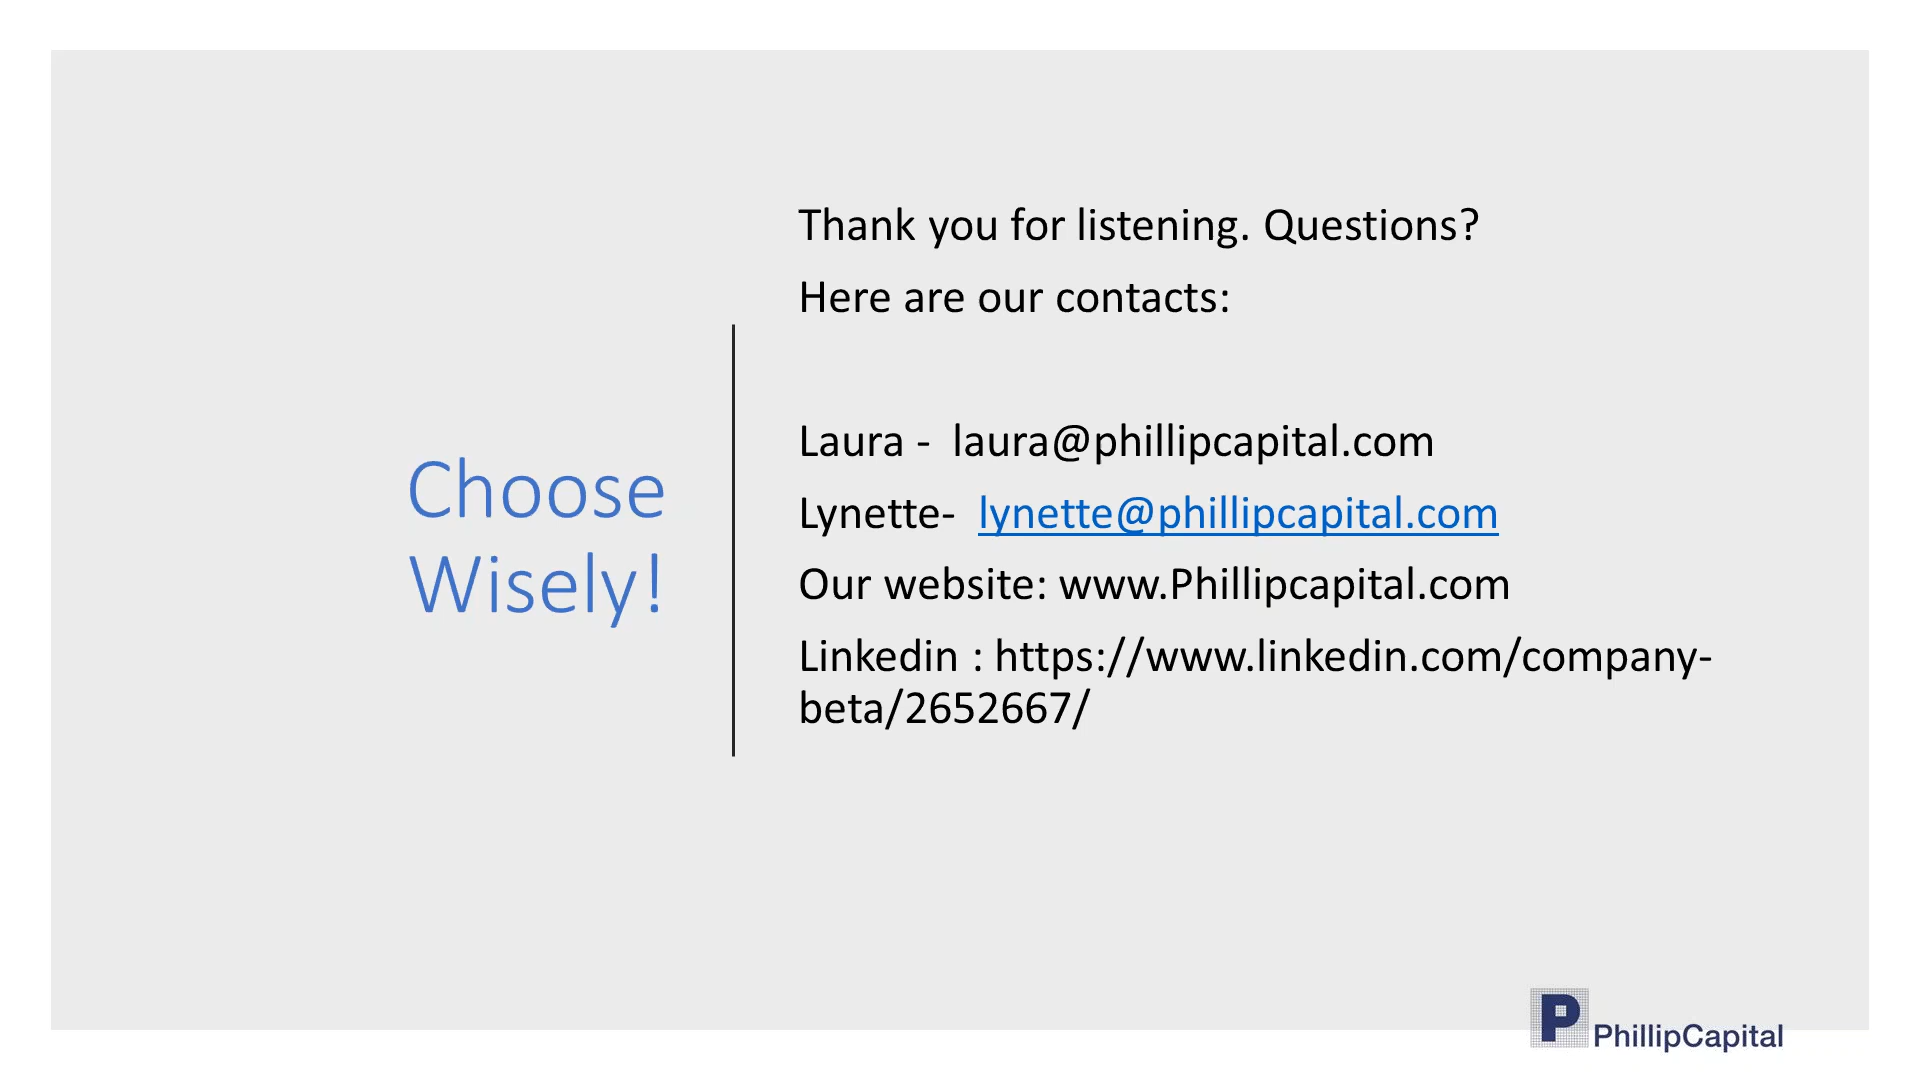 Choose
Wisely!
Thank you for listening. Questions?
Here are our contacts:
Laura -  laura@phillipcapital.com
Lynette-  lynette@phillipcapital.com
Our website: www.Phillipcapital.com
Linkedin : https://www.linkedin.com/company-
beta/2652667/
P PhillipCapital